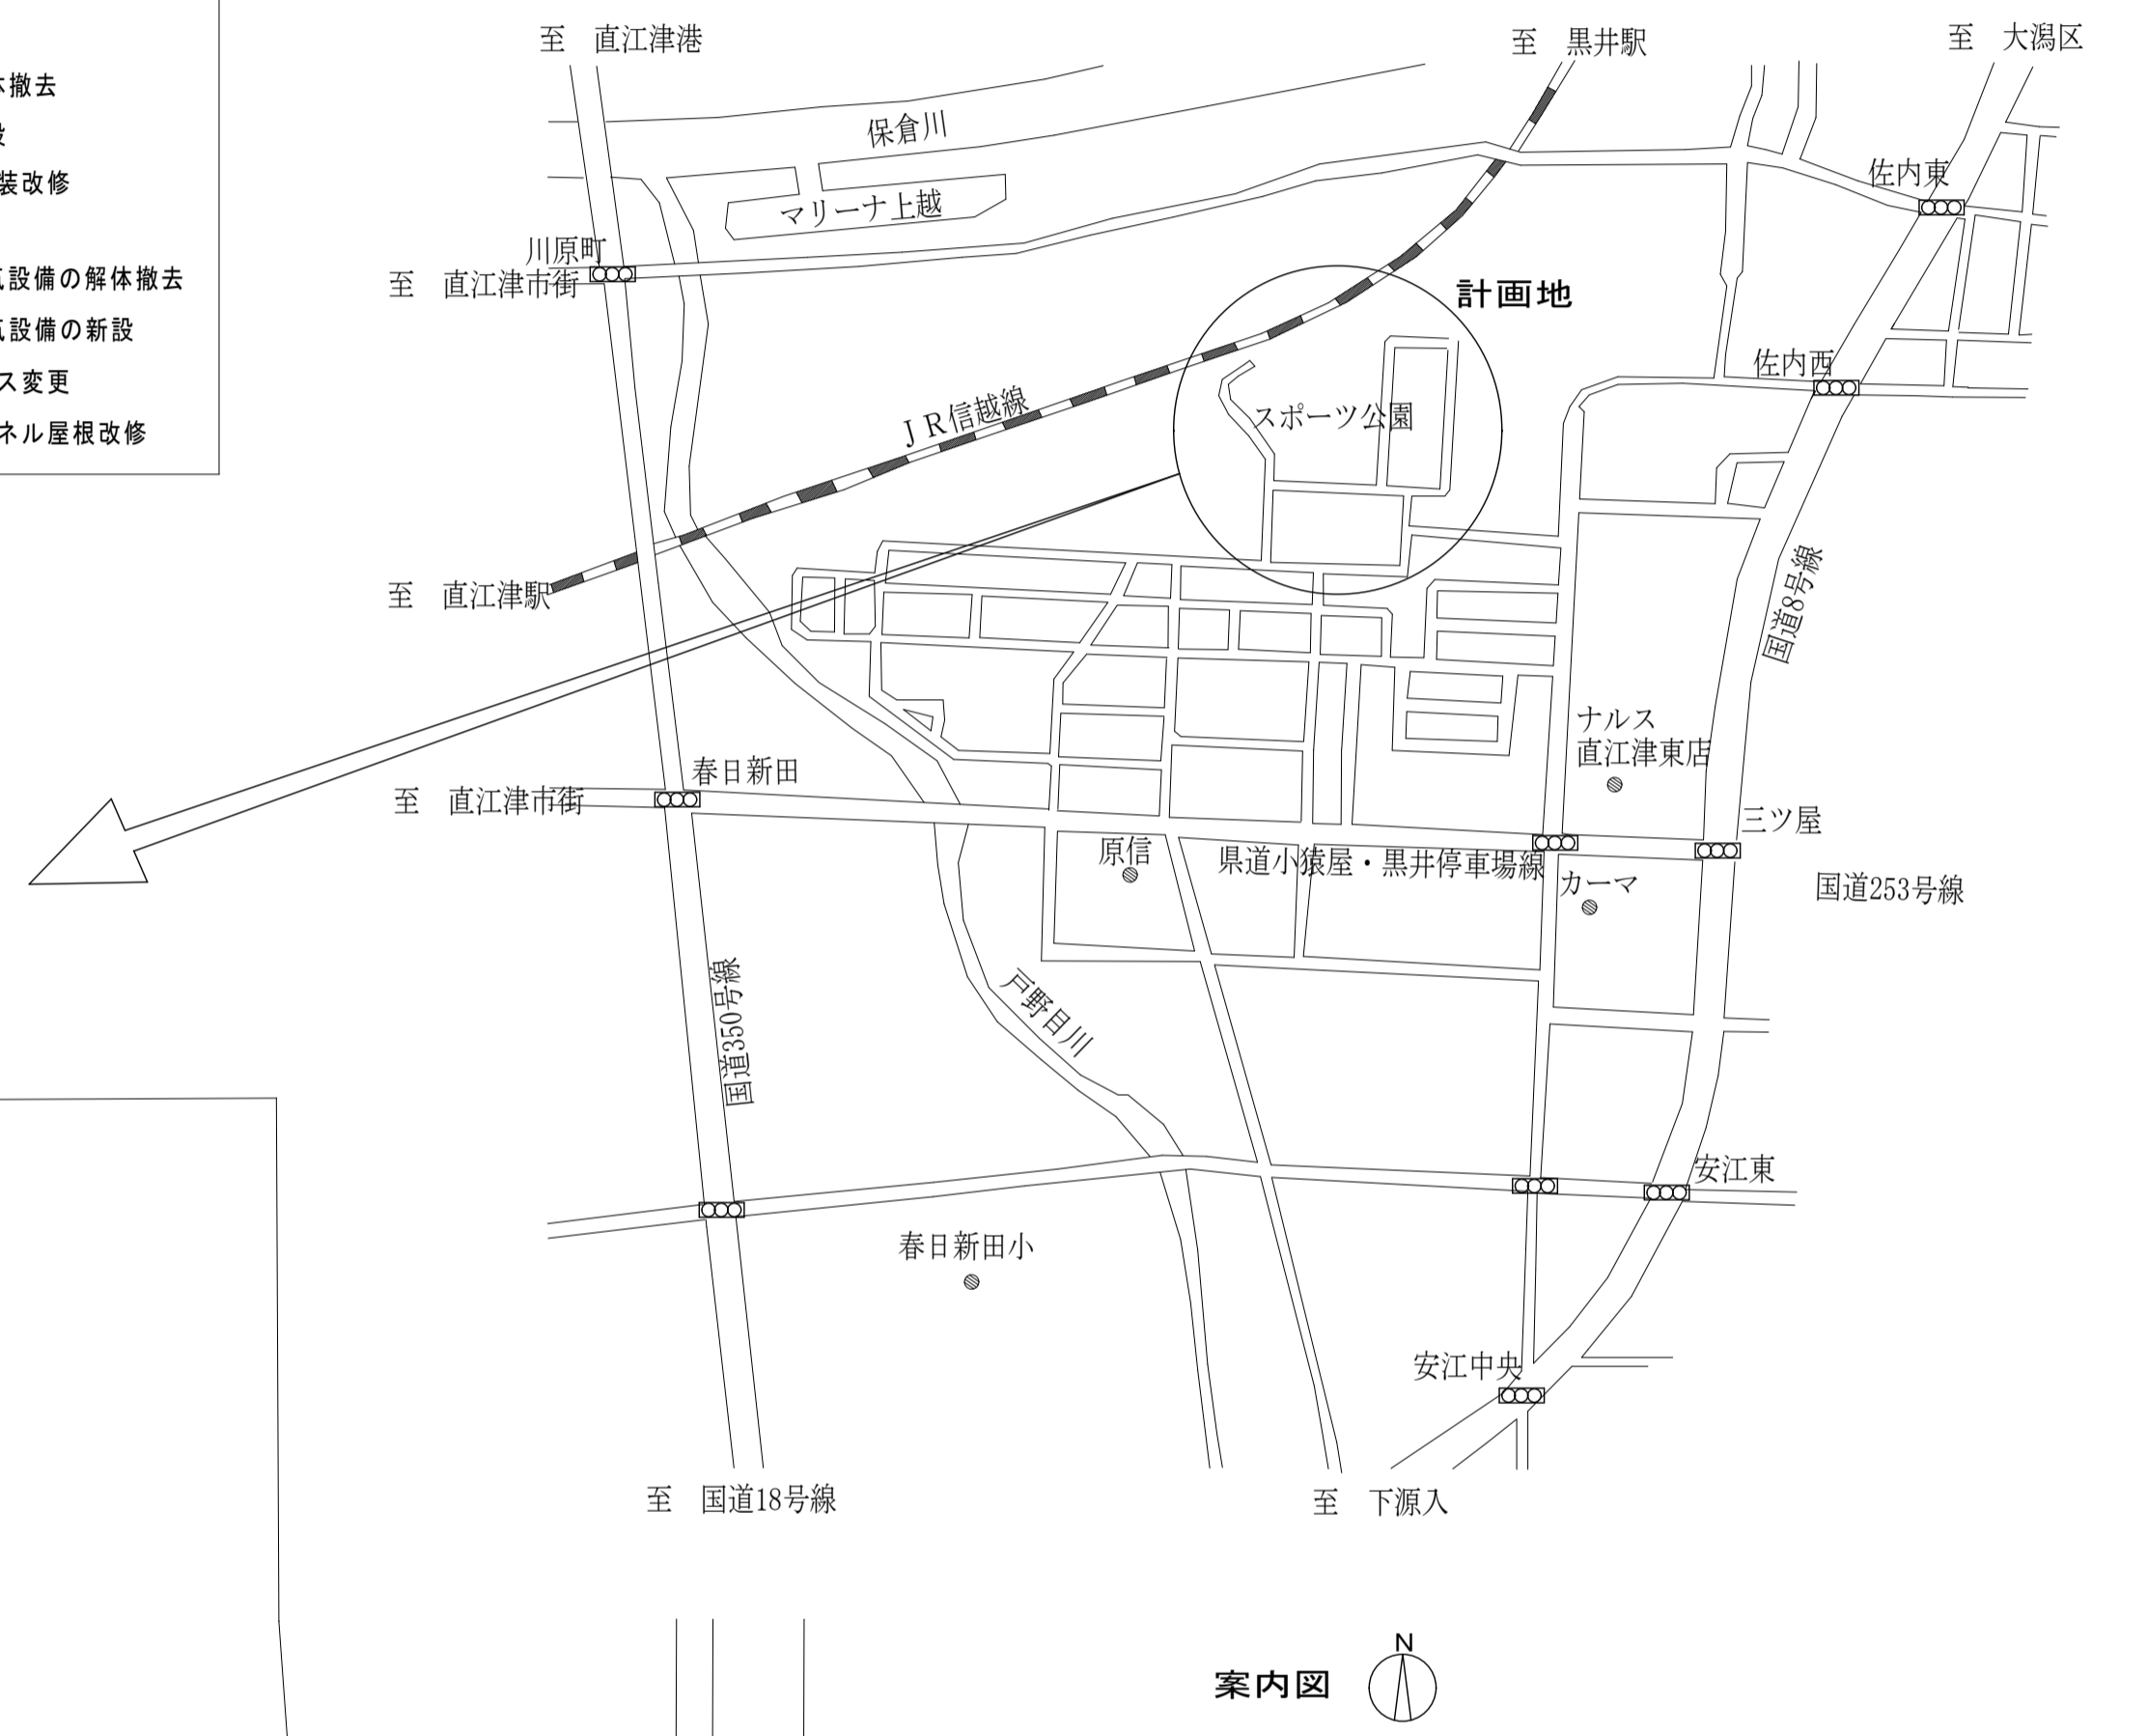 至　直江津港
至　黒井駅
至　大潟区
撤去
装改修
設備の解体撤去
設備の新設
ス変更
ネル屋根改修
保倉川
マリーナ上越
佐内東
川原町
至　直江津市街
計画地
佐内西
スポーツ公園
ＪＲ信越線
至　直江津駅
国道8号線
ナルス
直江津東店
春日新田
至　直江津市街
三ツ屋
原信
県道小猿屋・黒井停車場線
カーマ
国道253号線
国道350号線
戸野目川
安江東
春日新田小
安江中央
至　国道18号線
至　下源入
案内図
N